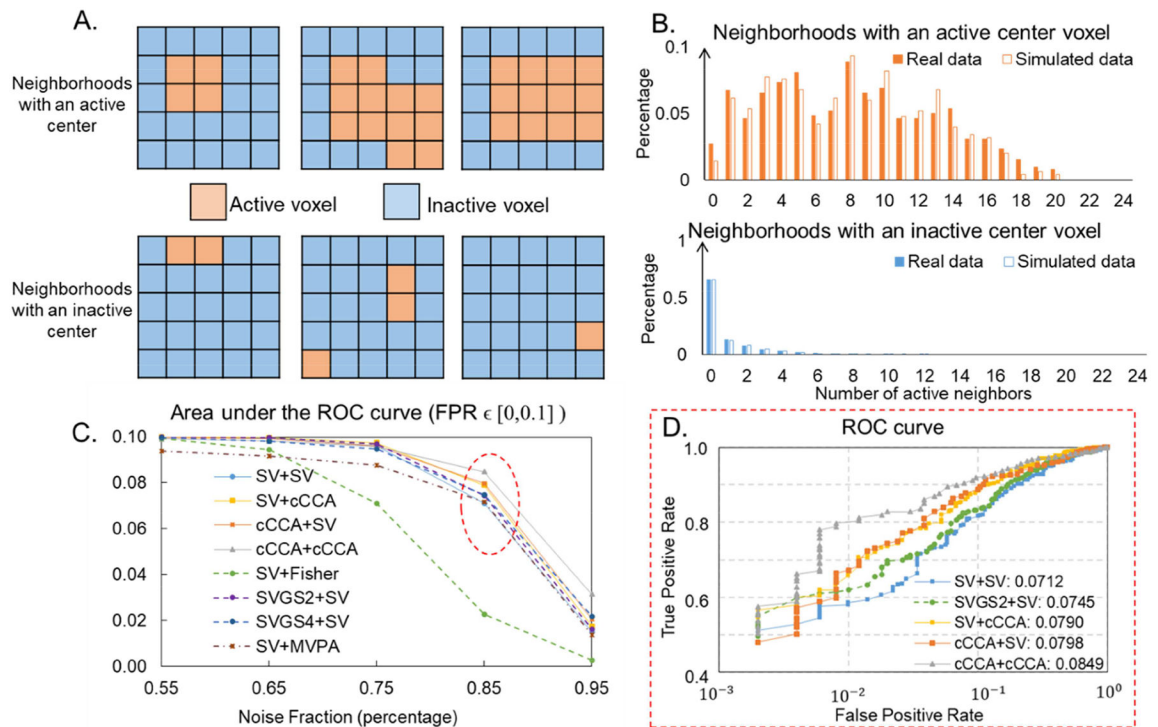 A.
Neighborhoods
with an active
center
Active voxel
Inactive voxel
Neighborhoods
with an inactive
center
B.
Neighborhoods with an active center voxel
0.1
Real data
Simulated data
Percentage
0.05
0
0 2 4 6 8 10 12 14 16 18 20 22 24
Neighborhoods with an inactive center voxel
1
Real data
Simulated data
Percentage
0.5
0
0 2 4 6 8 10 12 14 16 18 20 22 24
Number of active neighbors
C.
Area under the ROC curve (FPR ϵ [0,0.1] )
0.10
0.08
0.06
0.04
0.02
0.00
SV+SV
SV+cCCA
cCCA+SV
cCCA+cCCA
SV+Fisher
SVGS2+SV
SVGS4+SV
SV+MVPA
0.55 0.65 0.75 0.85 0.95
Noise Fraction (percentage)
D.
ROC curve
True Positive Rate
1.0
0.8
0.6
0.4
SV+SV: 0.0712
SVGS2+SV: 0.0745
SV+cCCA: 0.0790
cCCA+SV: 0.0798
cCCA+cCCA: 0.0849
10⁻³ 10⁻² 10⁻¹ 10⁰
False Positive Rate